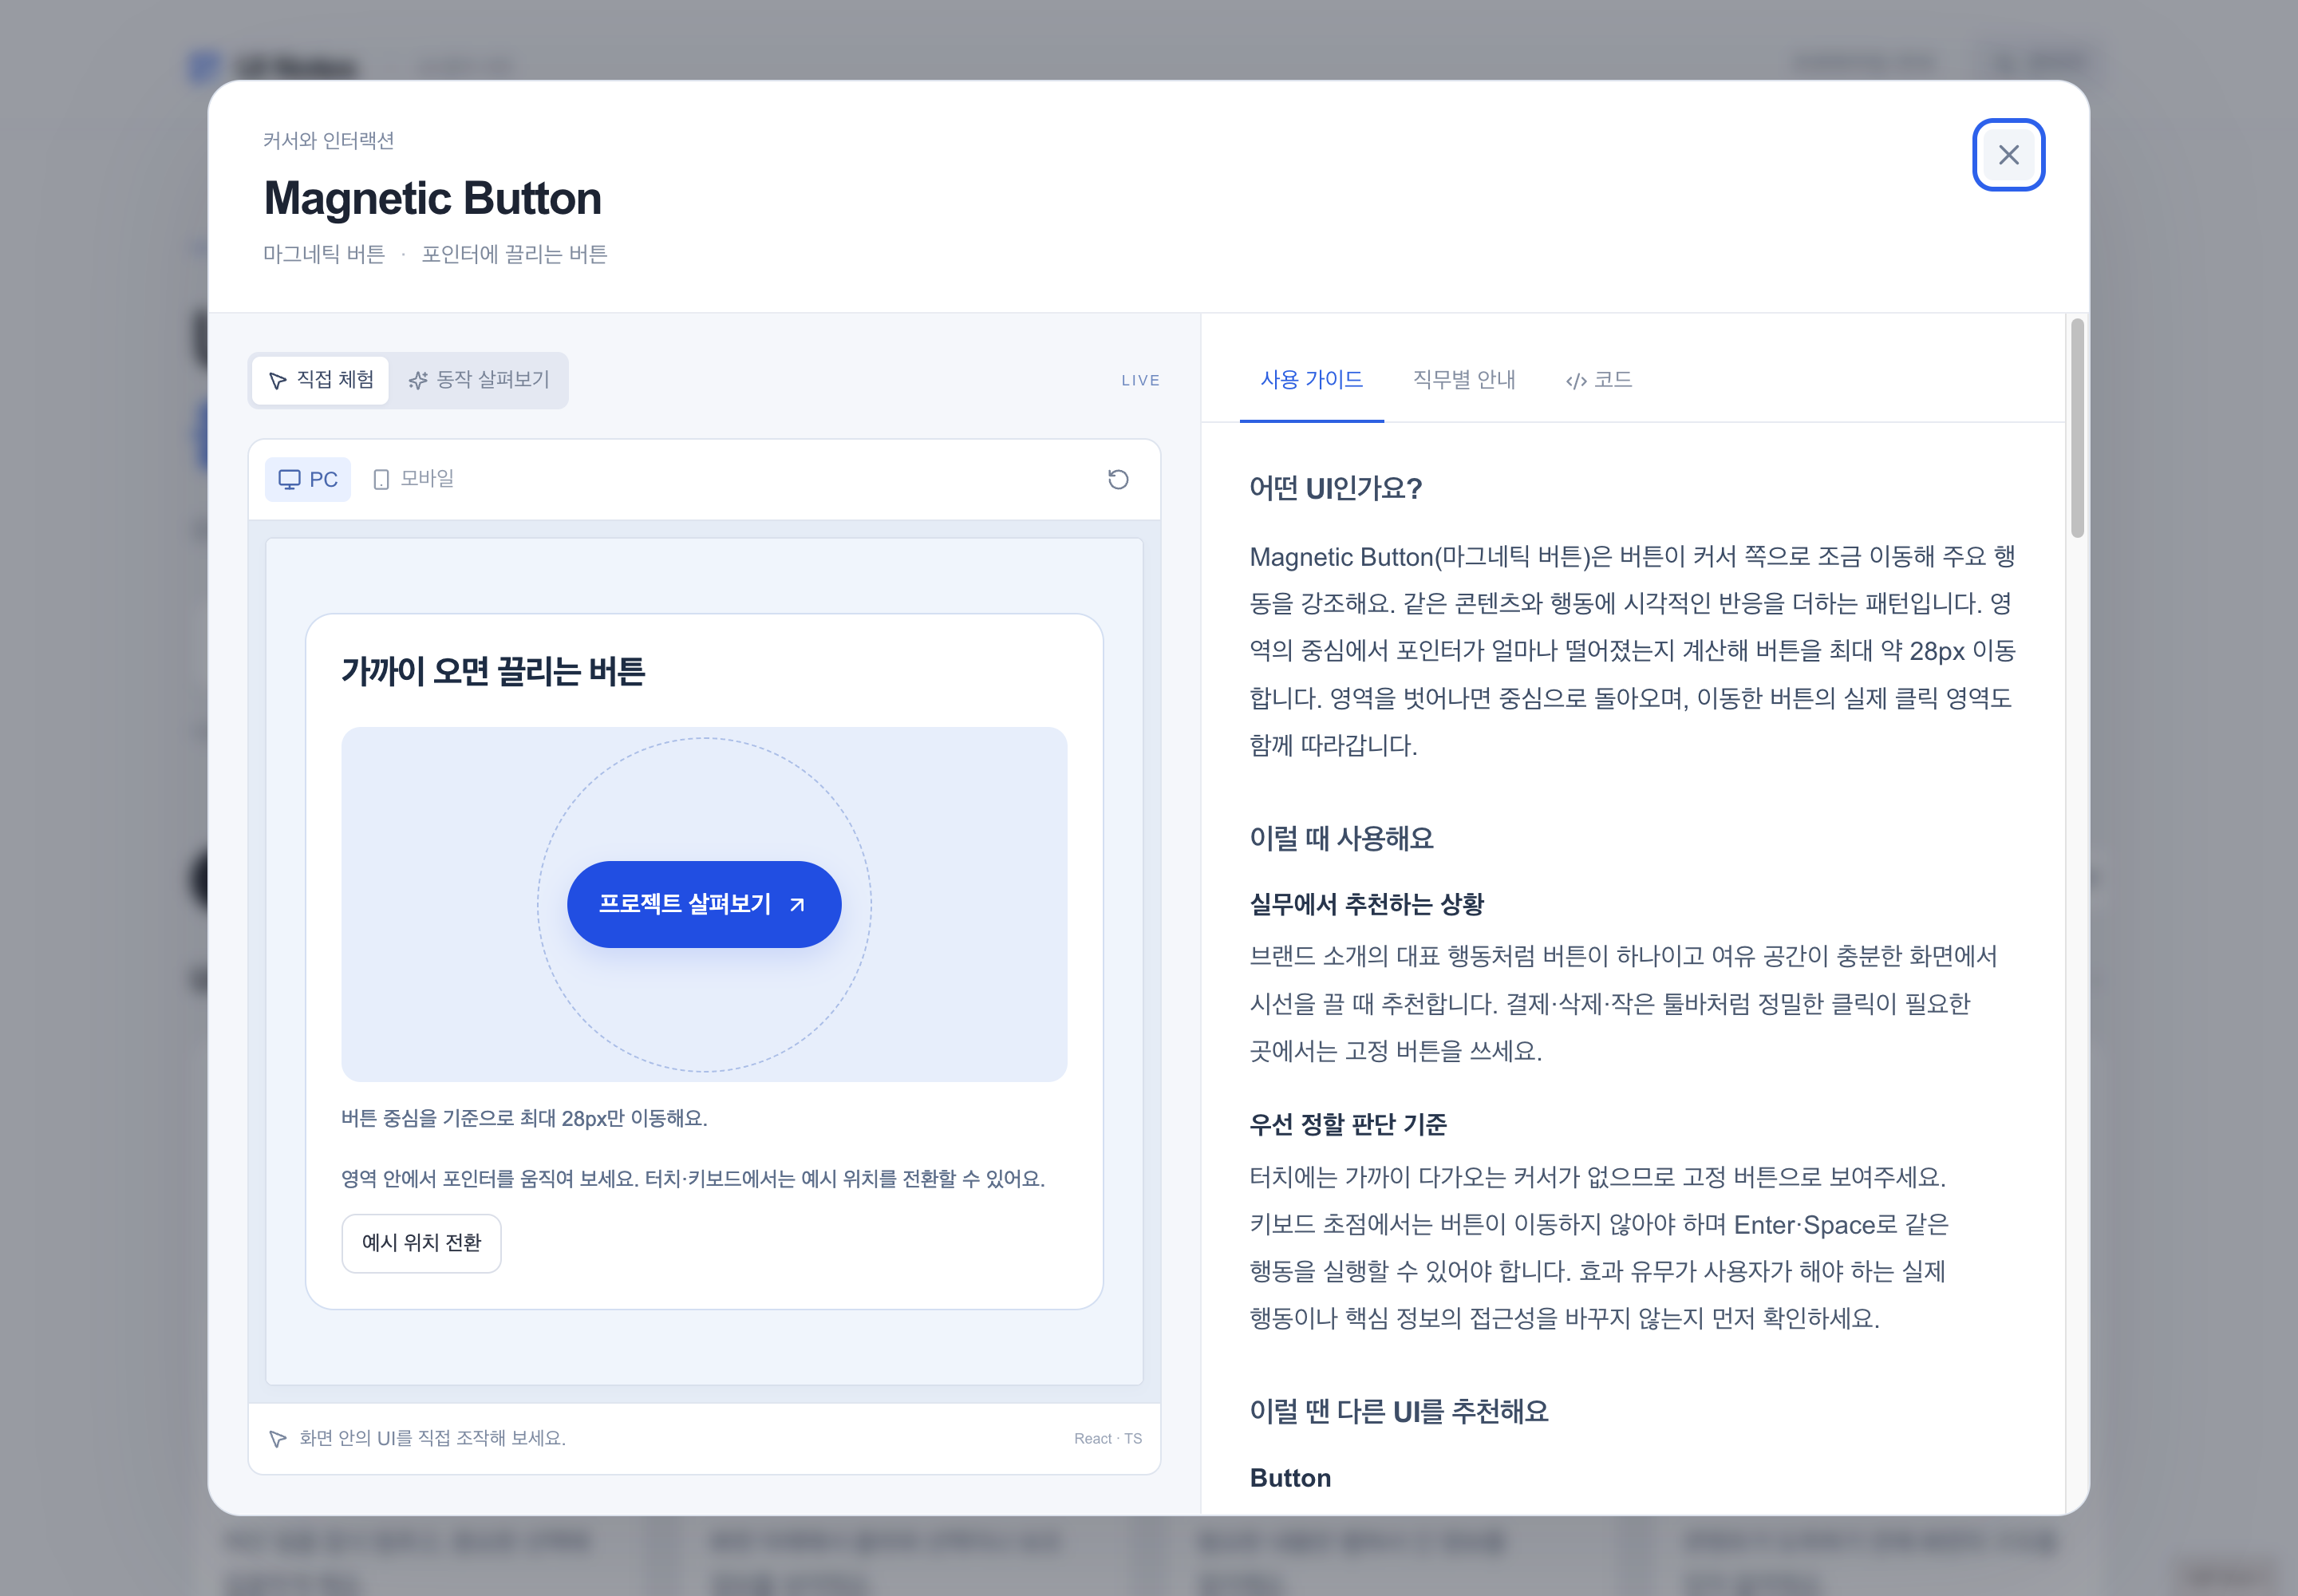 커서와 인터랙션
Magnetic Button
마그네틱 버튼 · 포인터에 끌리는 버튼
직접 체험
동작 살펴보기
LIVE
PC
모바일
가까이 오면 끌리는 버튼
프로젝트 살펴보기
버튼 중심을 기준으로 최대 28px만 이동해요.
영역 안에서 포인터를 움직여 보세요. 터치·키보드에서는 예시 위치를 전환할 수 있어요.
예시 위치 전환
화면 안의 UI를 직접 조작해 보세요.
React · TS
사용 가이드
직무별 안내
코드
어떤 UI인가요?
Magnetic Button(마그네틱 버튼)은 버튼이 커서 쪽으로 조금 이동해 주요 행
동을 강조해요. 같은 콘텐츠와 행동에 시각적인 반응을 더하는 패턴입니다. 영
역의 중심에서 포인터가 얼마나 떨어졌는지 계산해 버튼을 최대 약 28px 이동
합니다. 영역을 벗어나면 중심으로 돌아오며, 이동한 버튼의 실제 클릭 영역도
함께 따라갑니다.
이럴 때 사용해요
실무에서 추천하는 상황
브랜드 소개의 대표 행동처럼 버튼이 하나이고 여유 공간이 충분한 화면에서
시선을 끌 때 추천합니다. 결제·삭제·작은 툴바처럼 정밀한 클릭이 필요한
곳에서는 고정 버튼을 쓰세요.
우선 정할 판단 기준
터치에는 가까이 다가오는 커서가 없으므로 고정 버튼으로 보여주세요.
키보드 초점에서는 버튼이 이동하지 않아야 하며 Enter·Space로 같은
행동을 실행할 수 있어야 합니다. 효과 유무가 사용자가 해야 하는 실제
행동이나 핵심 정보의 접근성을 바꾸지 않는지 먼저 확인하세요.
이럴 땐 다른 UI를 추천해요
Button